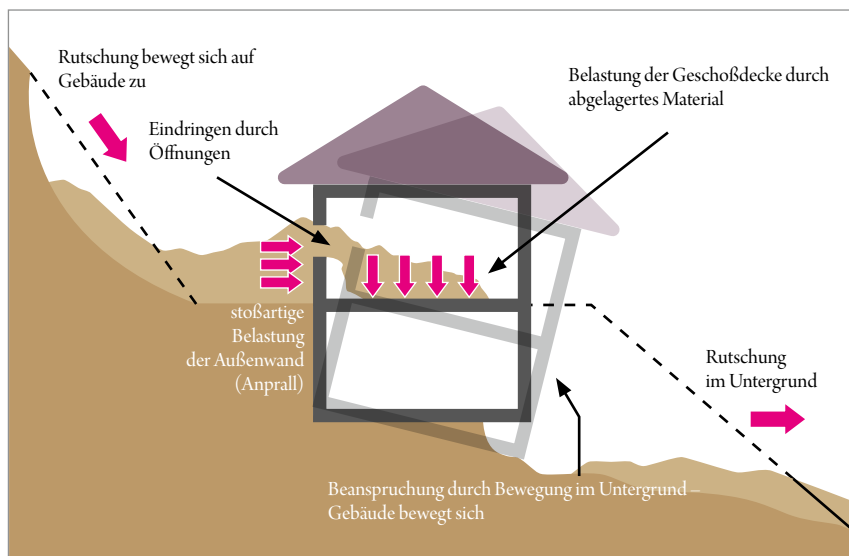 Rutschung bewegt sich auf
Gebäude zu
Eindringen durch
Öffnungen
Belastung der Geschoßdecke durch
abgelagertes Material
stoßartige
Belastung
der Außenwand
(Anprall)
Rutschung
im Untergrund
Beanspruchung durch Bewegung im Untergrund –
Gebäude bewegt sich